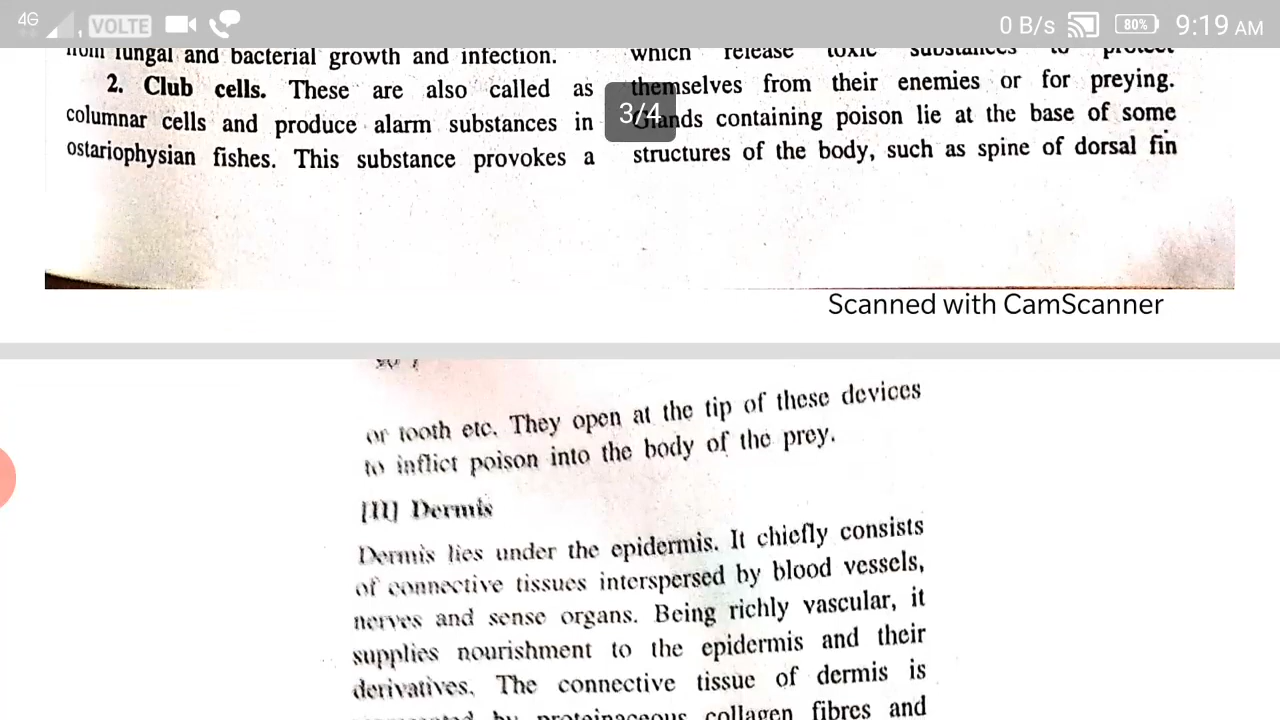 4G VOLTE 0 B/s 80% 9:19 AM
from fungal and bacterial growth and infection.
2. Club cells. These are also called as
columnar cells and produce alarm substances in
ostariophysian fishes. This substance provokes a
which release toxic substances to protect
themselves from their enemies or for preying.
Glands containing poison lie at the base of some
structures of the body, such as spine of dorsal fin
3/4
Scanned with CamScanner
or tooth etc. They open at the tip of these devices
to inflict poison into the body of the prey.
[II] Dermis
Dermis lies under the epidermis. It chiefly consists
of connective tissues interspersed by blood vessels,
nerves and sense organs. Being richly vascular, it
supplies nourishment to the epidermis and their
derivatives. The connective tissue of dermis is
by proteinaceous collagen fibres and